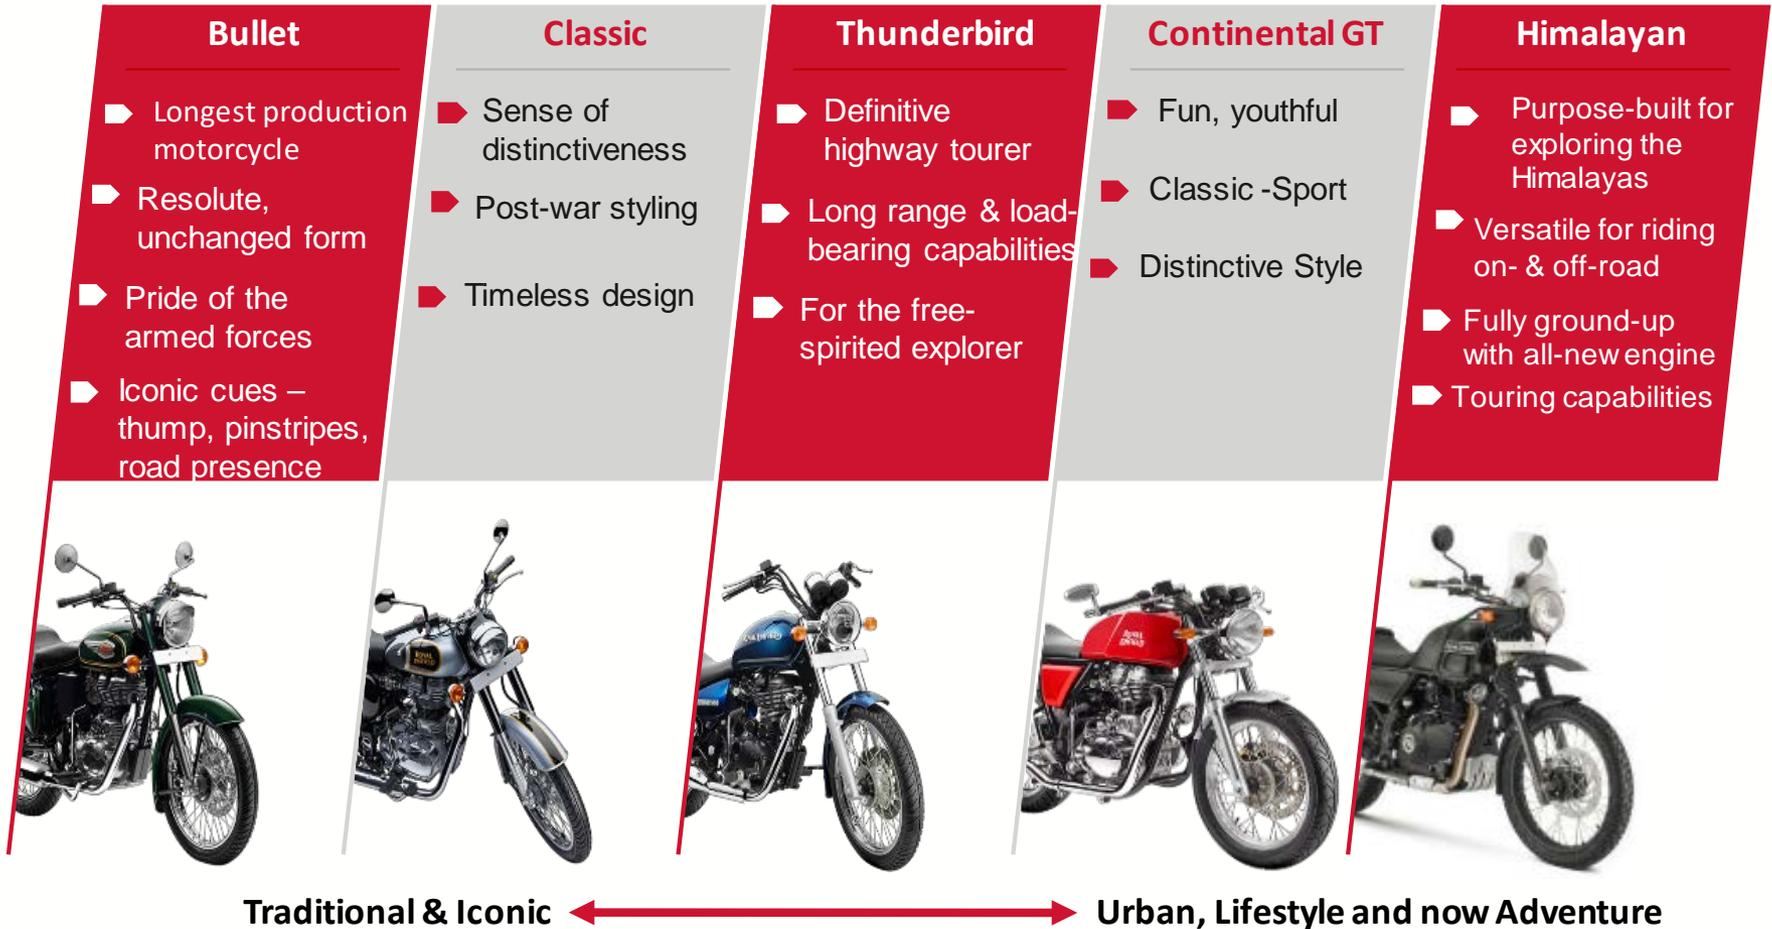 Bullet
Longest production
motorcycle
Resolute,
unchanged form
Pride of the
armed forces
Iconic cues –
thump, pinstripes,
road presence
Classic
Sense of
distinctiveness
Post-war styling
Timeless design
Thunderbird
Definitive
highway tourer
Long range & load-
bearing capabilities
For the free-
spirited explorer
Continental GT
Fun, youthful
Classic -Sport
Distinctive Style
Himalayan
Purpose-built for
exploring the
Himalayas
Versatile for riding
on- & off-road
Fully ground-up
with all-new engine
Touring capabilities
ROYAL
ENFIELD
ROYAL
ENFIELD
Traditional & Iconic
Urban, Lifestyle and now Adventure